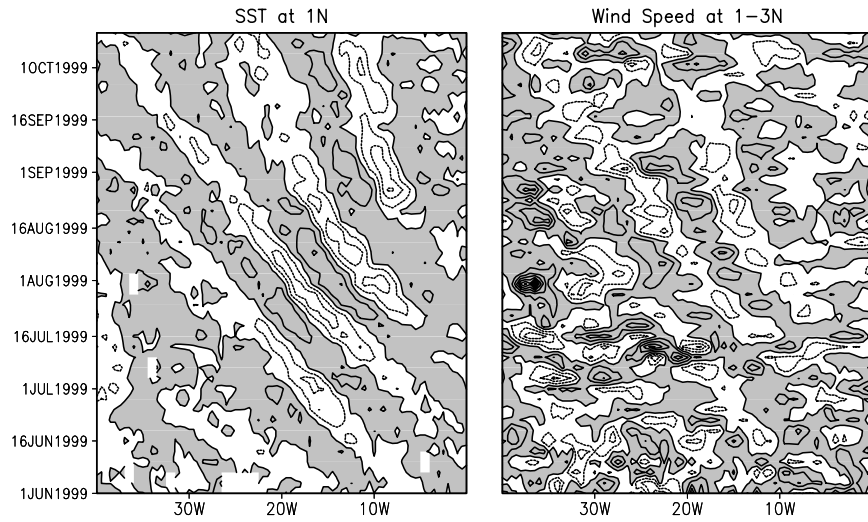 SST at 1N
Wind Speed at 1-3N
1OCT1999
16SEP1999
1SEP1999
16AUG1999
1AUG1999
16JUL1999
1JUL1999
16JUN1999
1JUN1999
30W 20W 10W
30W 20W 10W